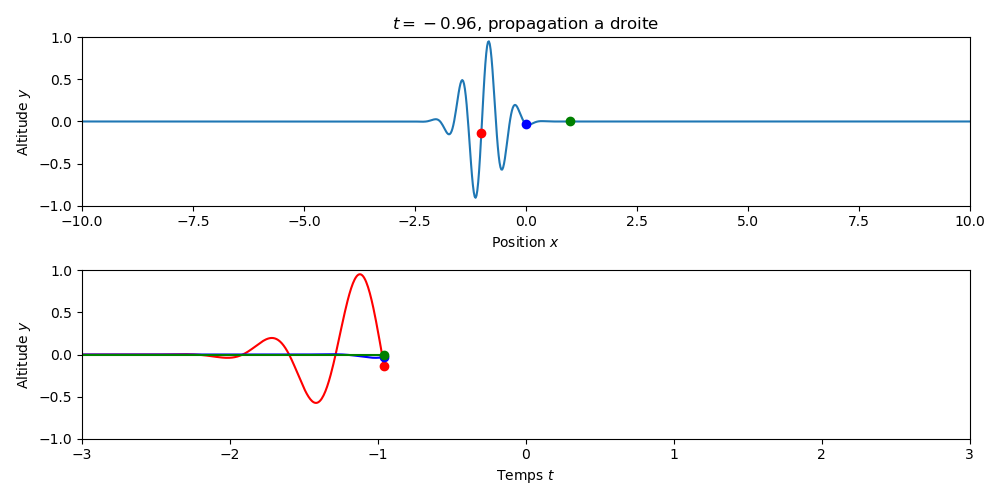 t = −0.96, propagation a droite
1.0
0.5
0.0
−0.5
−1.0
Altitude y
−10.0 −7.5 −5.0 −2.5 0.0 2.5 5.0 7.5 10.0
Position x
1.0
0.5
0.0
−0.5
−1.0
Altitude y
−3 −2 −1 0 1 2 3
Temps t